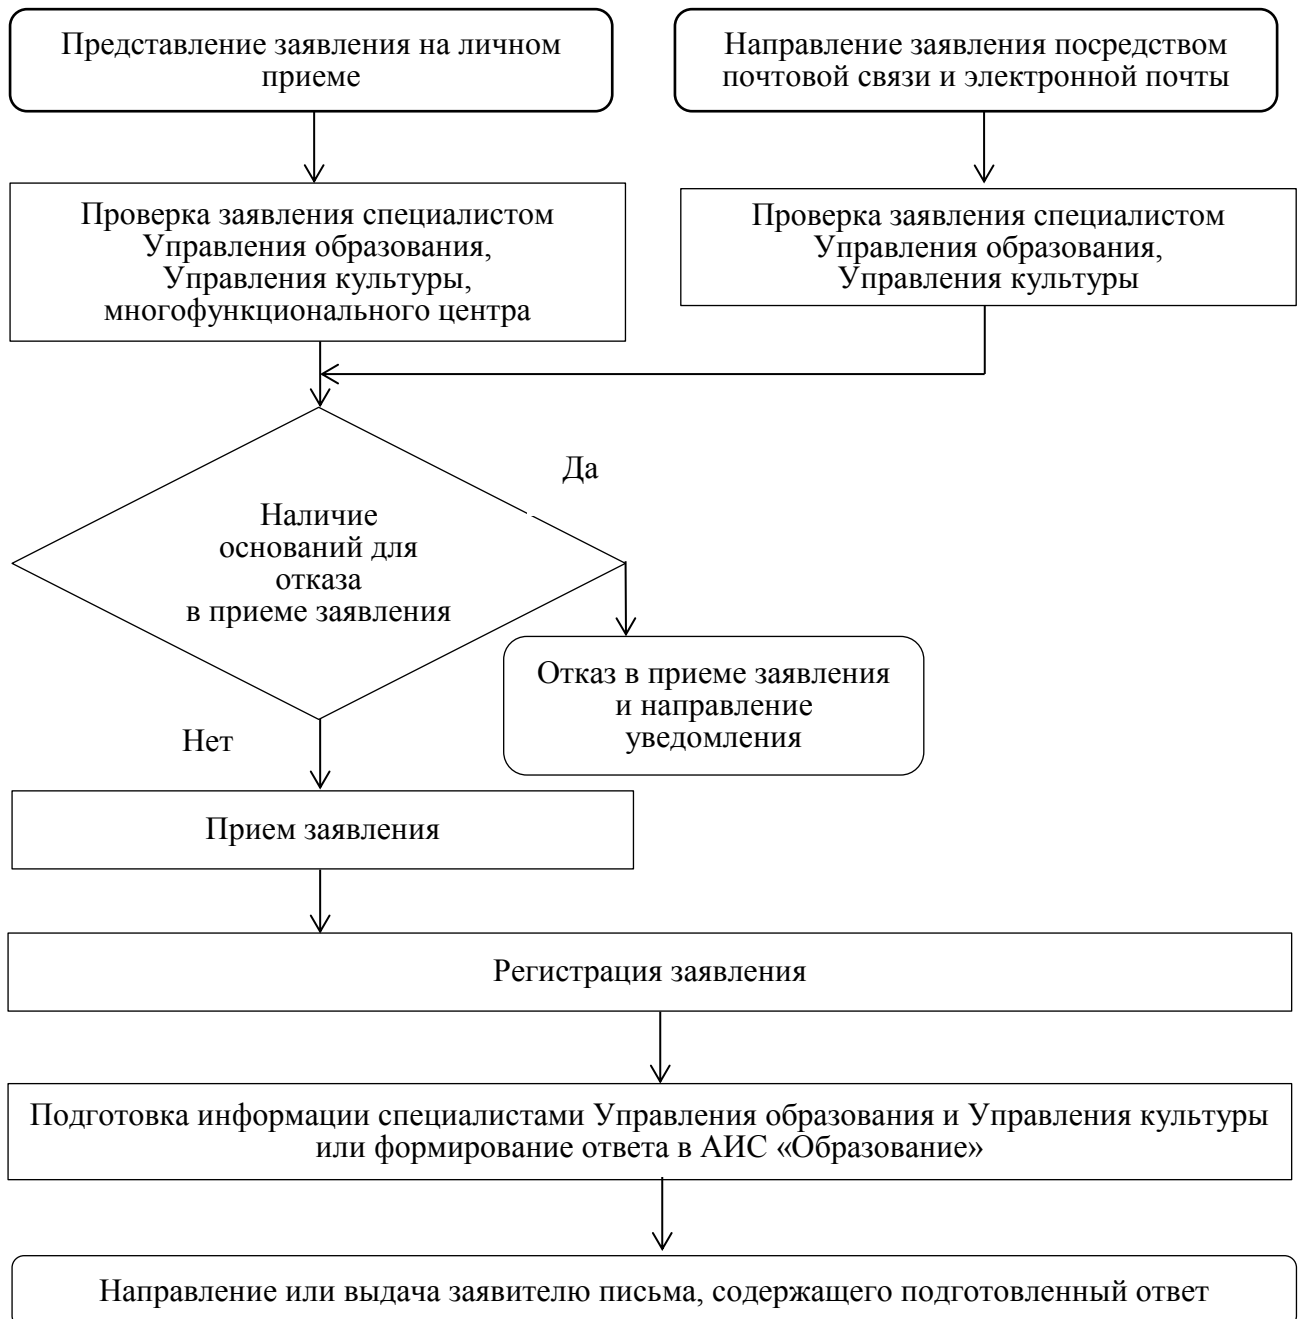 Представление заявления на личном
приеме
Направление заявления посредством
почтовой связи и электронной почты
Проверка заявления специалистом
Управления образования,
Управления культуры,
многофункционального центра
Проверка заявления специалистом
Управления образования,
Управления культуры
Да
Наличие
оснований для
отказа
в приеме заявления
Отказ в приеме заявления
и направление
уведомления
Нет
Прием заявления
Регистрация заявления
Подготовка информации специалистами Управления образования и Управления культуры
или формирование ответа в АИС «Образование»
Направление или выдача заявителю письма, содержащего подготовленный ответ